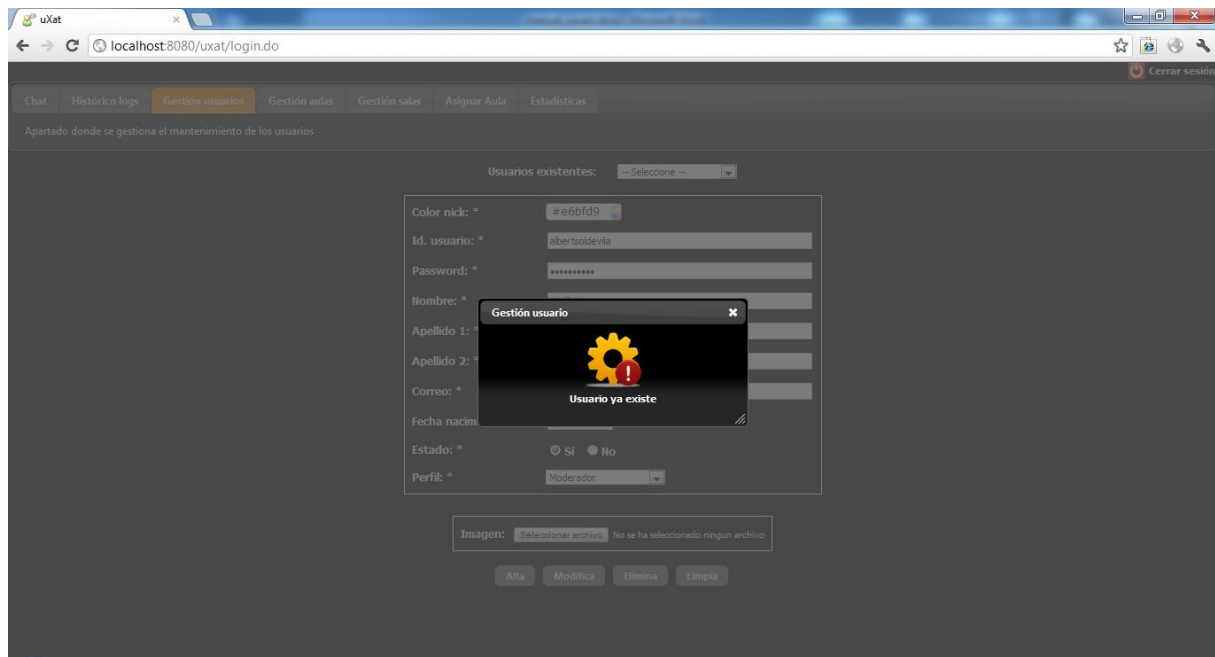 uXat
localhost:8080/uxat/login.do
Cerrar sesión
Chat Histórico logs Gestión usuarios Gestión aulas Gestión salas Asignar Aula Estadísticas
Apartado donde se gestiona el mantenimiento de los usuarios
Usuarios existentes: -- Seleccione --
Color nick: * #e6bfd9
Id. usuario: * albertsoldevila
Password: * ••••••••••
Nombre: *
Gestión usuario
Apellido 1: *
Apellido 2: *
Correo: *
Usuario ya existe
Fecha nacim
Estado: * Sí No
Perfil: * Moderador
Imagen: Seleccionar archivo No se ha seleccionado ningun archivo
Alta Modifica Elimina Limpia